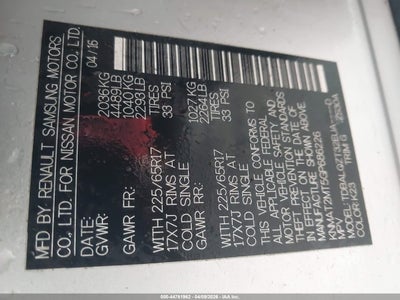 MFD BY RENAULT SAMSUNG MOTORS
CO., LTD. FOR NISSAN MOTOR CO., LTD.
DATE: 04/16
GVWR: 2036KG 4489LB
GAWR FR: 1040KG 2293LB
WITH 225/65R17 TIRES
17X7J RIMS AT 33 PSI
COLD SINGLE
GAWR RR: 1027KG 2264LB
WITH 225/65R17 TIRES
17X7J RIMS AT 33 PSI
COLD SINGLE
THIS VEHICLE CONFORMS TO
ALL APPLICABLE FEDERAL
MOTOR VEHICLE SAFETY AND
THEFT PREVENTION STANDARDS
IN EFFECT ON THE DATE OF
MANUFACTURE SHOWN ABOVE.
MPV
COLOR: K23 TRIM: G